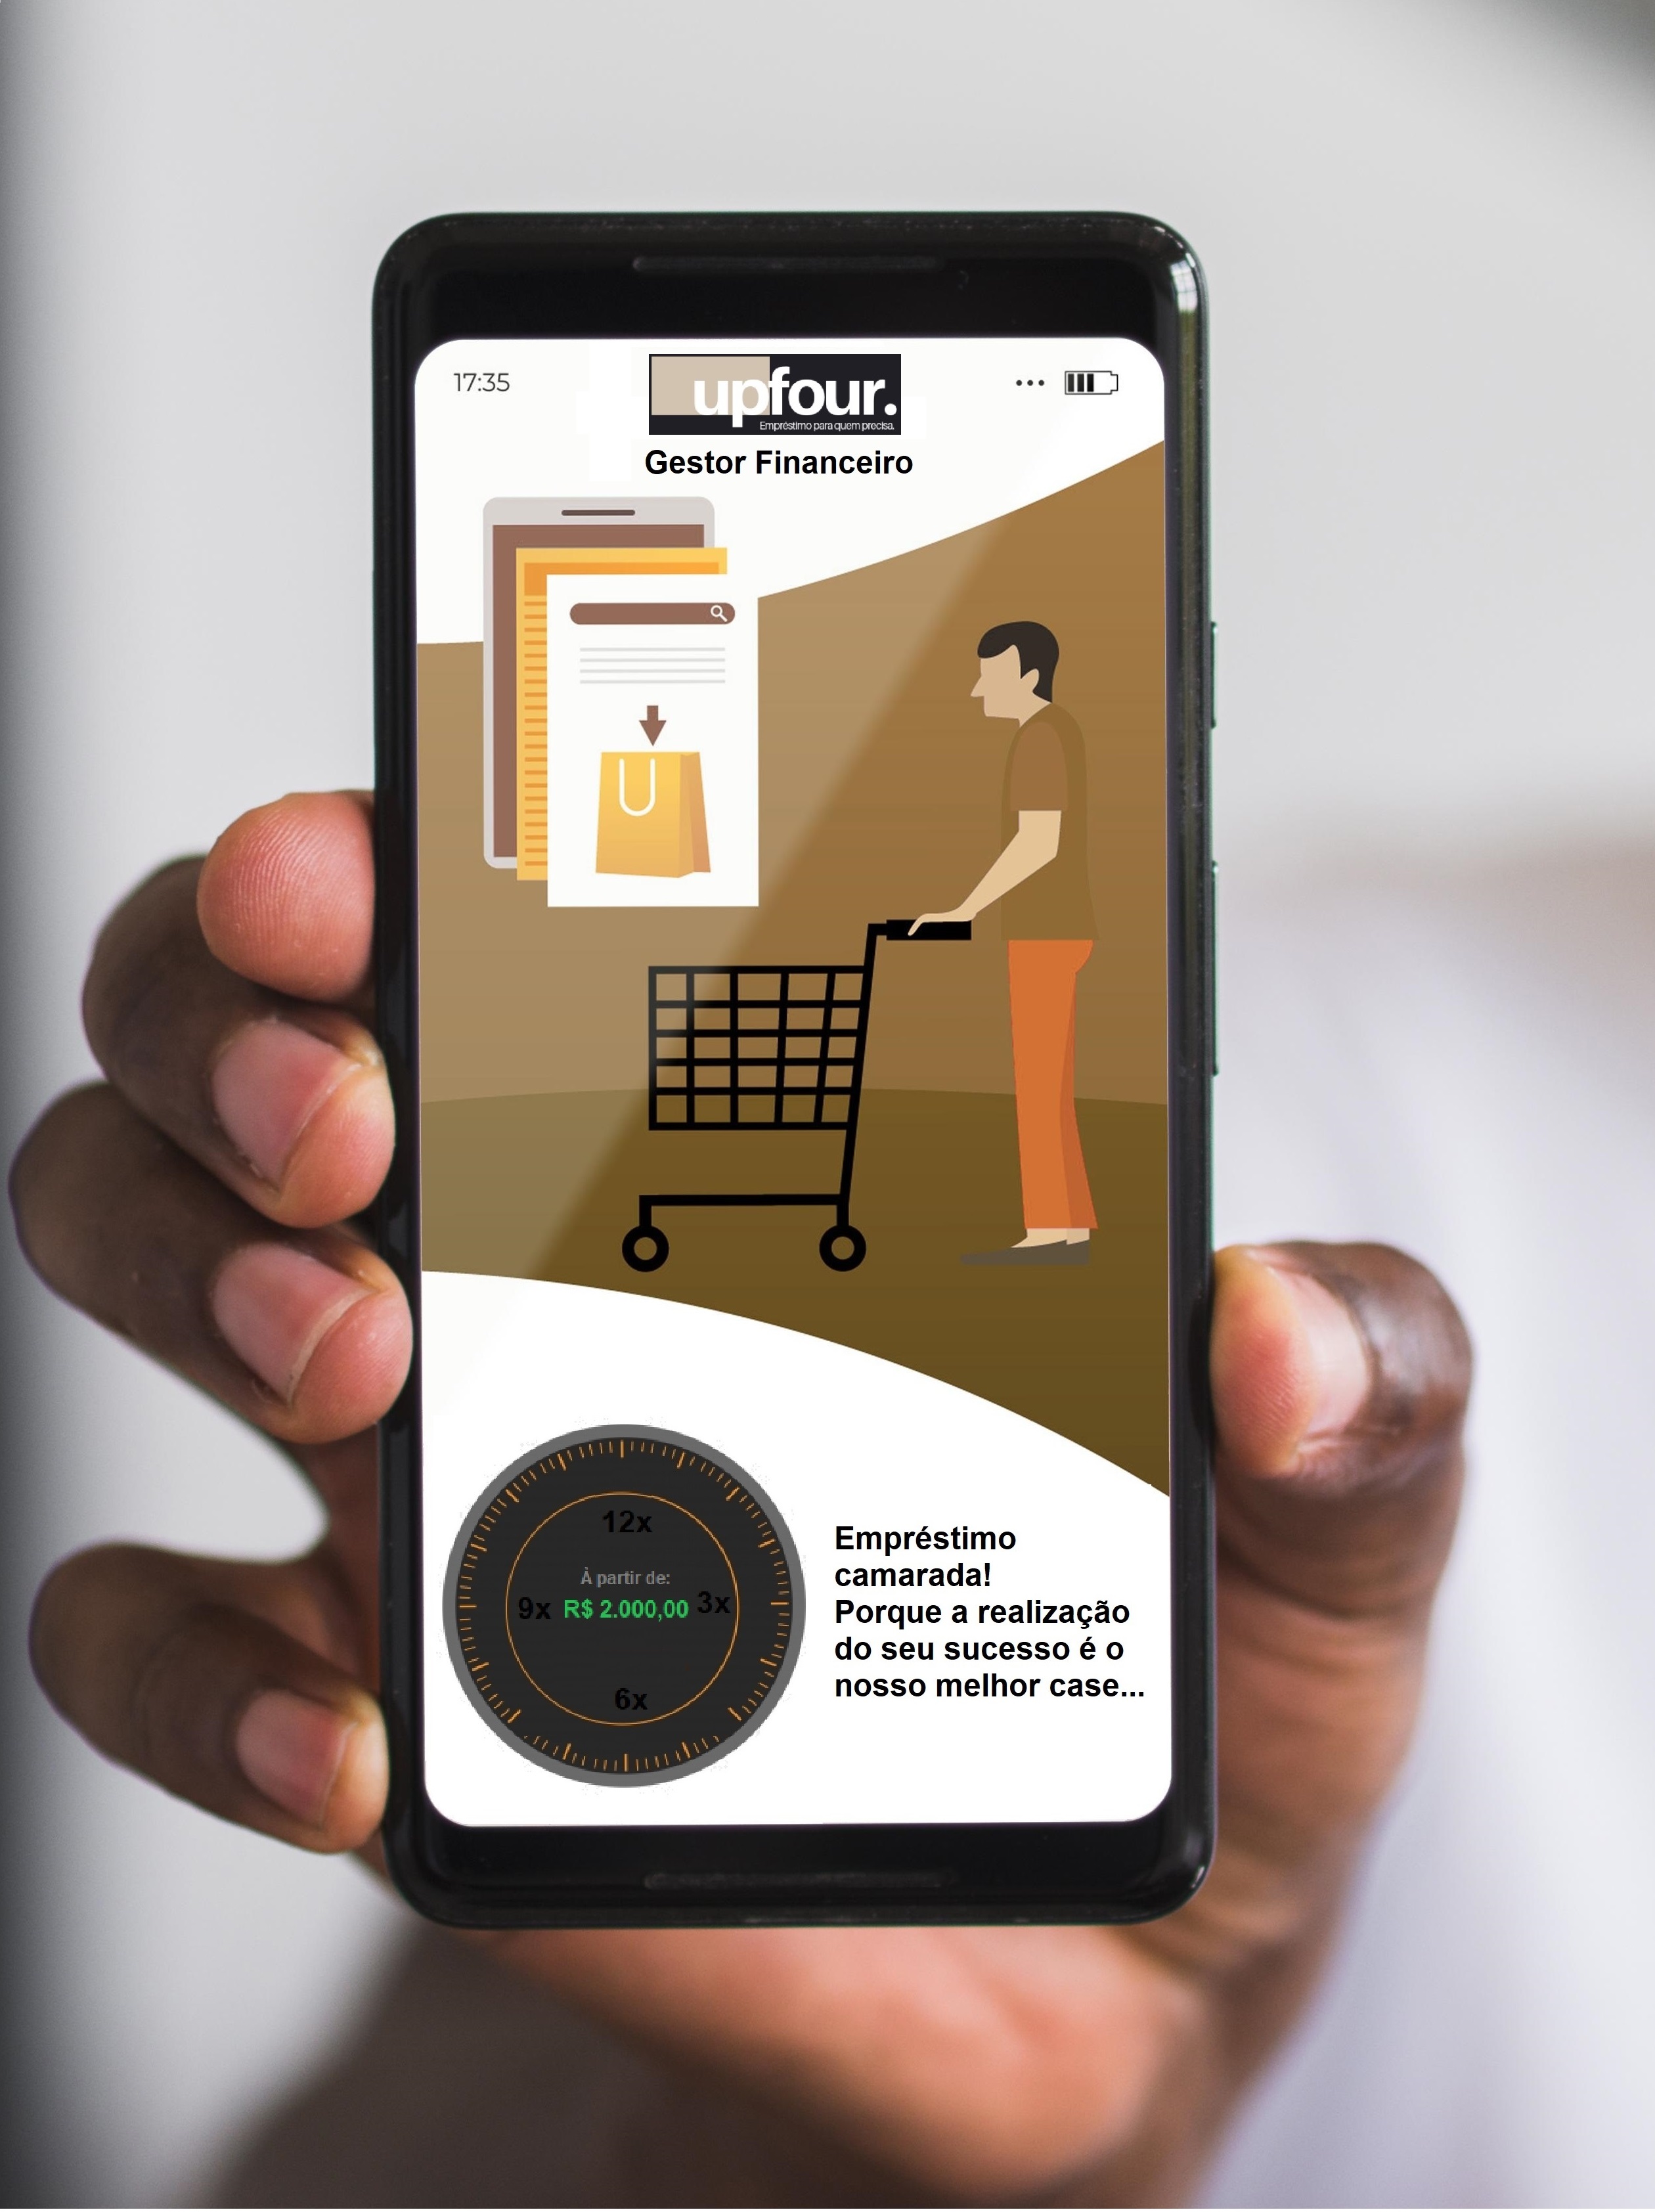 17:35
upfour.
Empréstimo para quem precisa.
Gestor Financeiro
12x
À partir de:
9x R$ 2.000,00 3x
6x
Empréstimo
camarada!
Porque a realização
do seu sucesso é o
nosso melhor case...